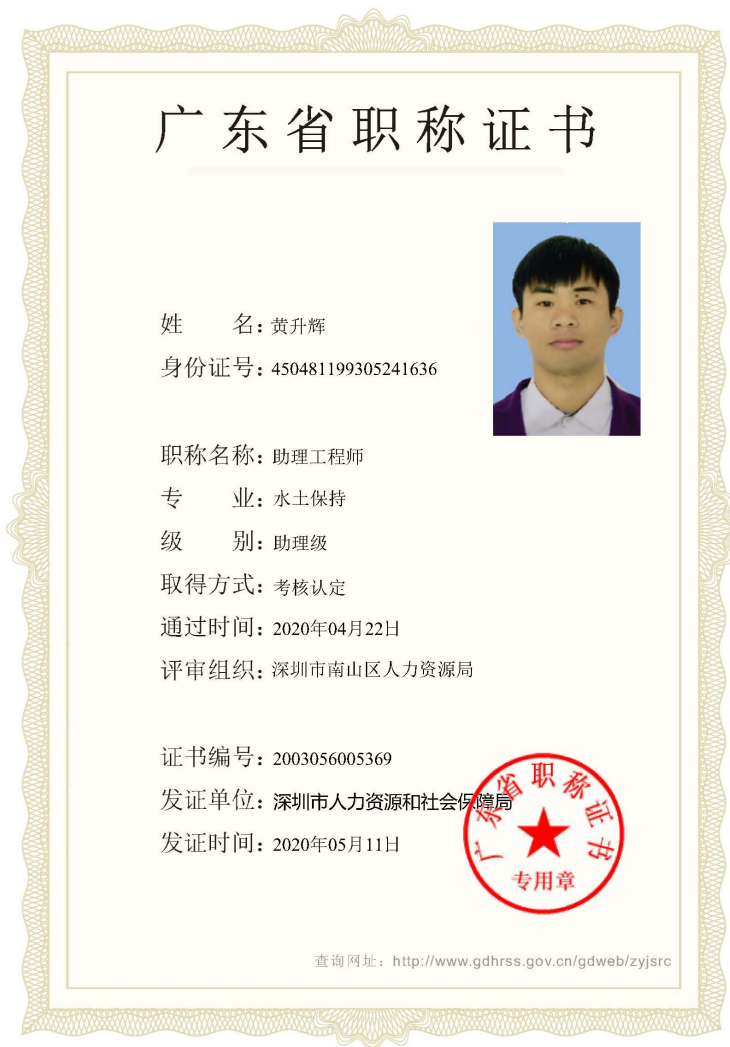 广东省职称证书
姓 名：黄升辉
身份证号：450481199305241636
职称名称：助理工程师
专 业：水土保持
级 别：助理级
取得方式：考核认定
通过时间：2020年04月22日
评审组织：深圳市南山区人力资源局
证书编号：2003056005369
发证单位：深圳市人力资源和社会保障局
发证时间：2020年05月11日
广东省职称证书
专用章
查询网址：http://www.gdhrss.gov.cn/gdweb/zyjsrc